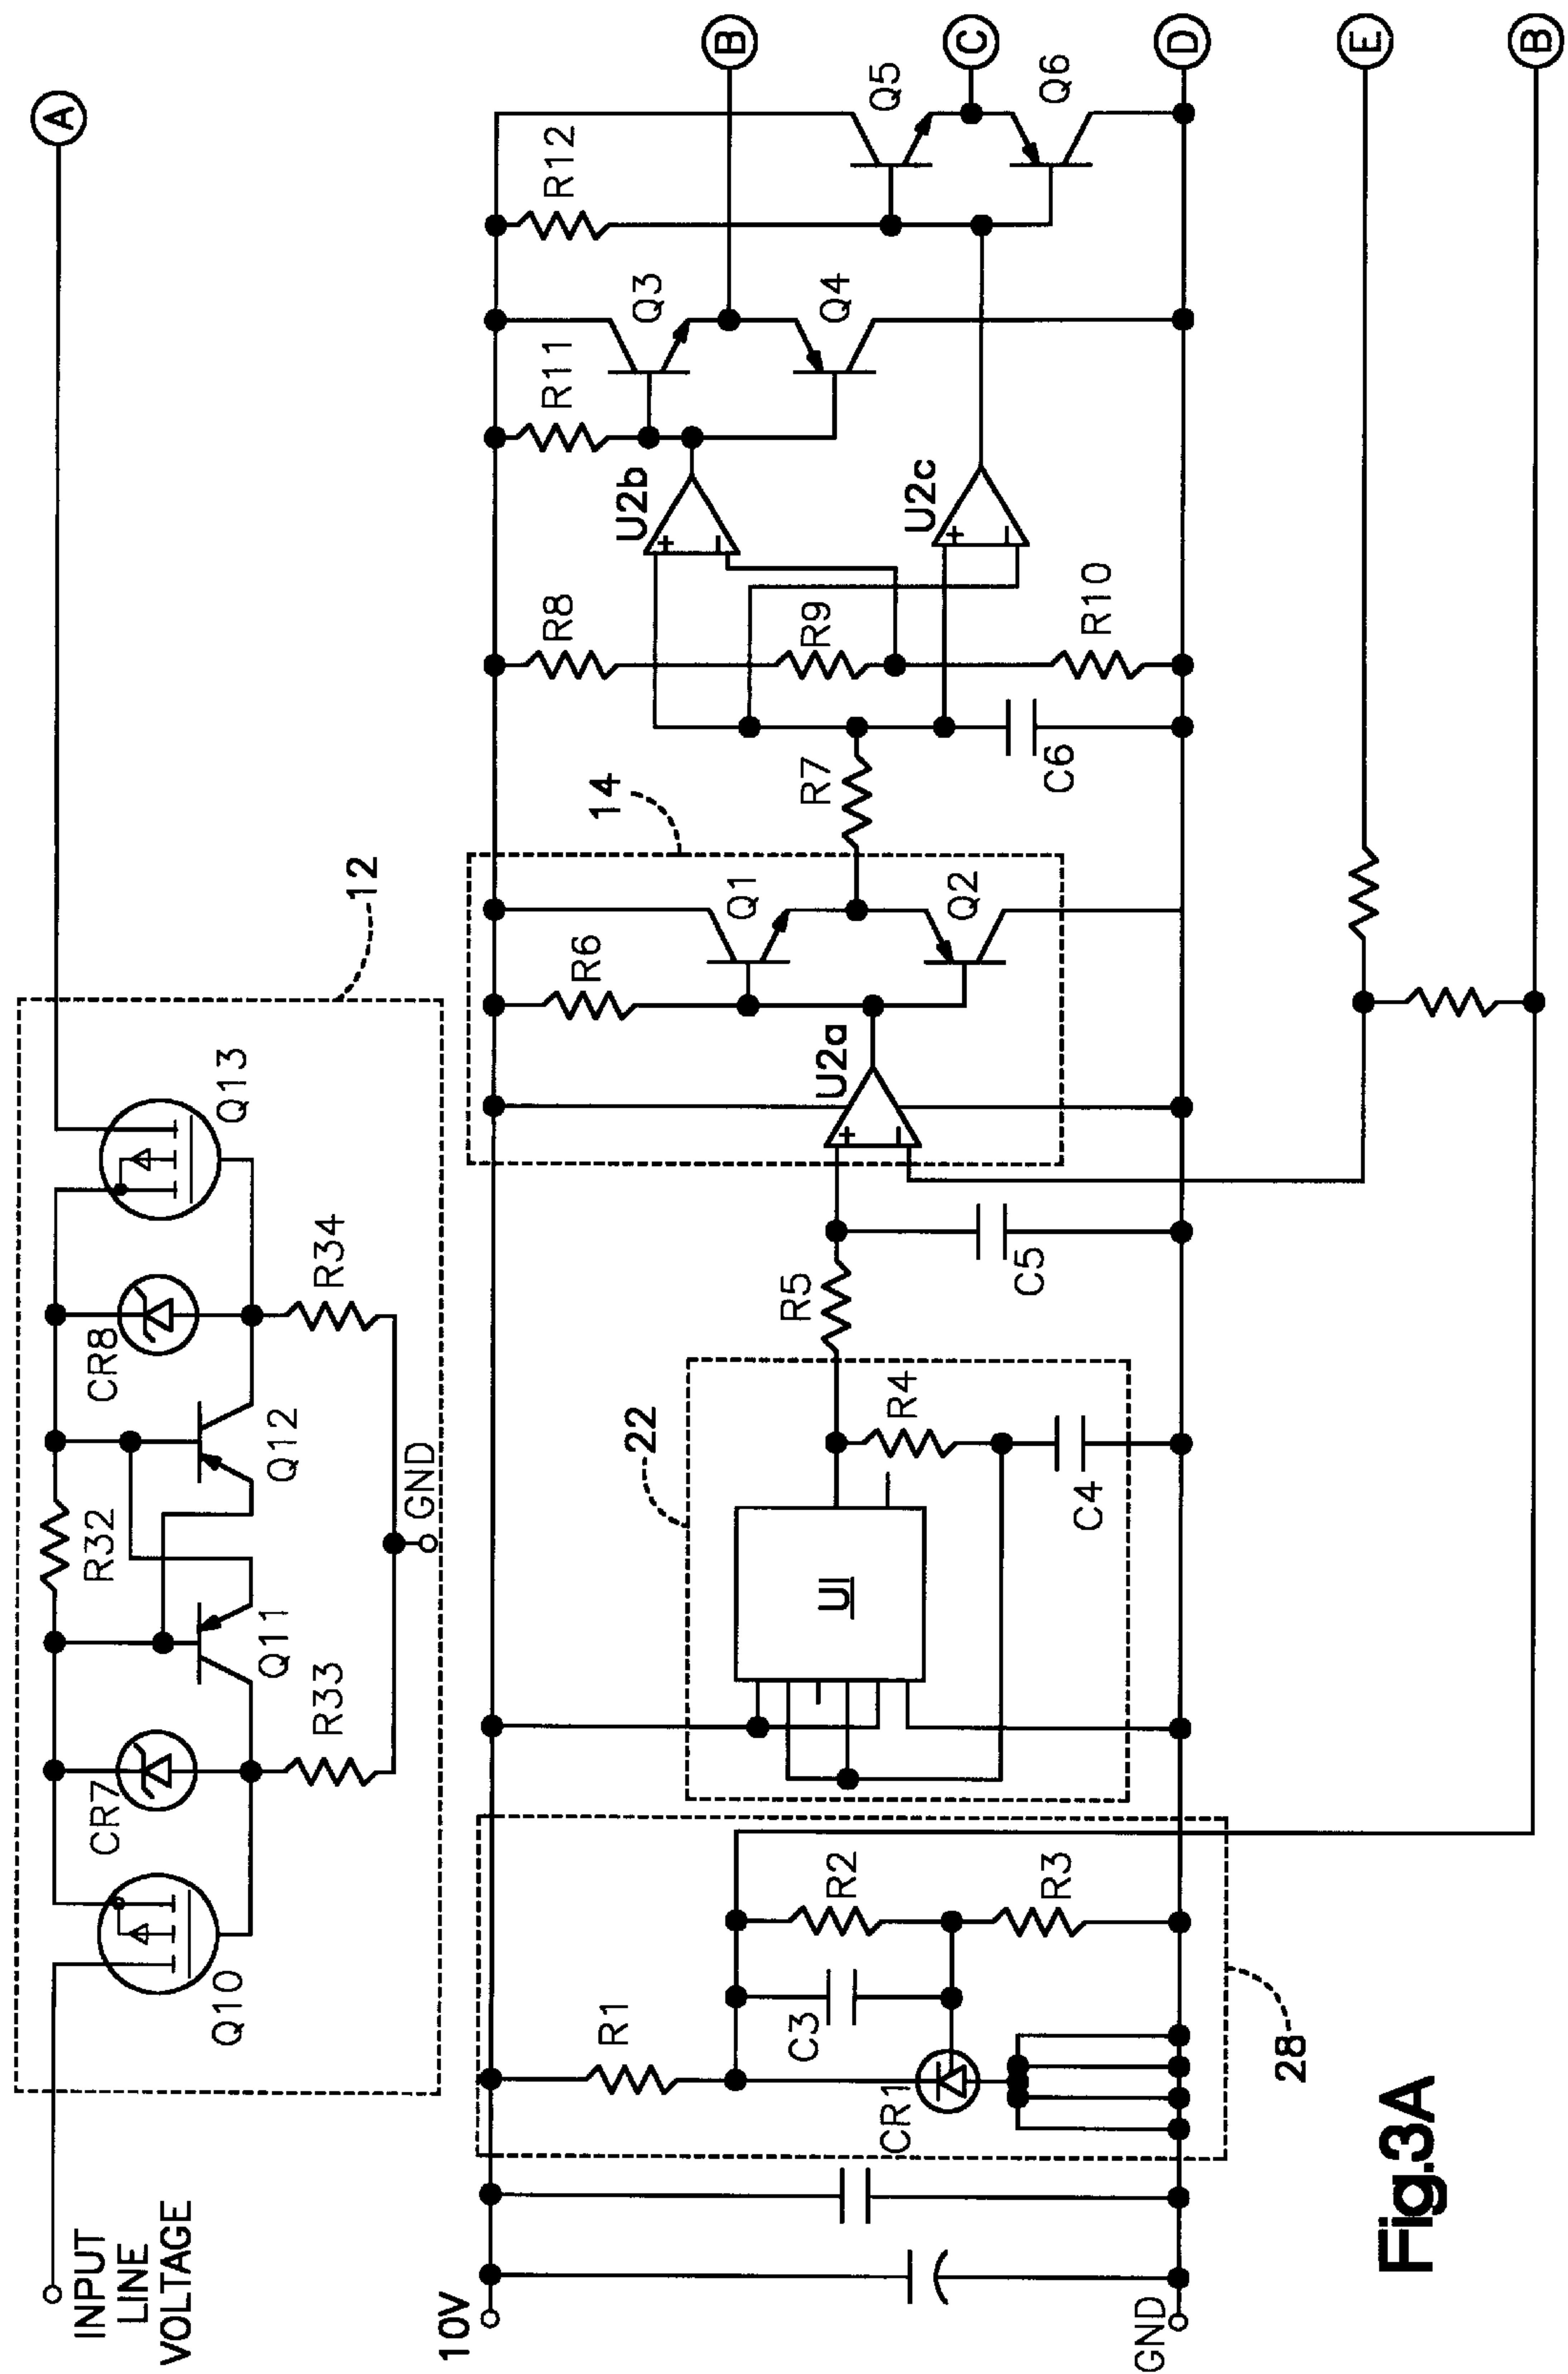 A
12
Q13
R34
CR8
Q12
R32
GND
Q11
R33
CR7
Q10
INPUT
LINE
VOLTAGE
B
C
D
E
B
Q5
Q6
R12
Q3
Q4
R11
U2b
+
−
U2c
+
−
R8
R9
R10
R7
C6
14
Q1
Q2
R6
U2a
+
−
R5
C5
22
R4
C4
UI
R2
R3
C3
R1
CR1
28
10V
GND
Fig.3A